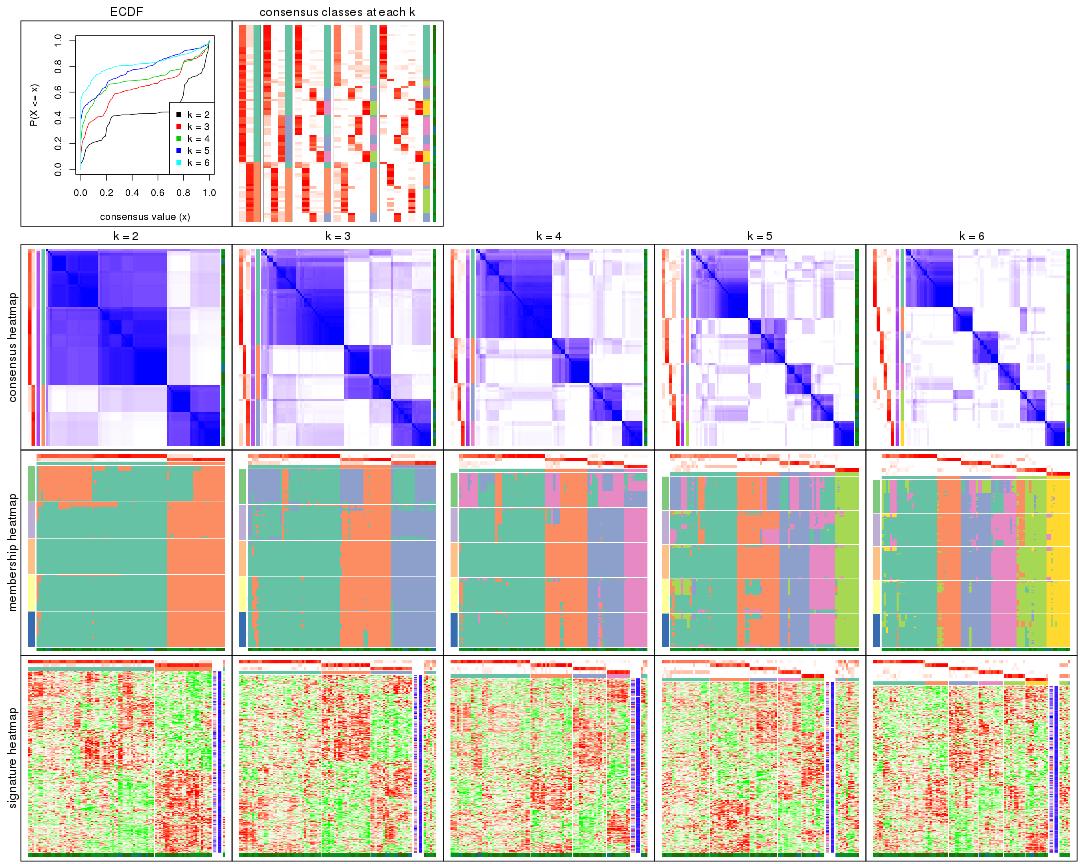 ECDF
consensus classes at each k
P(X <= x)
0.0 0.2 0.4 0.6 0.8 1.0
k = 2
k = 3
k = 4
k = 5
k = 6
0.0 0.2 0.4 0.6 0.8 1.0
consensus value (x)
k = 2 k = 3 k = 4 k = 5 k = 6
consensus heatmap
membership heatmap
signature heatmap